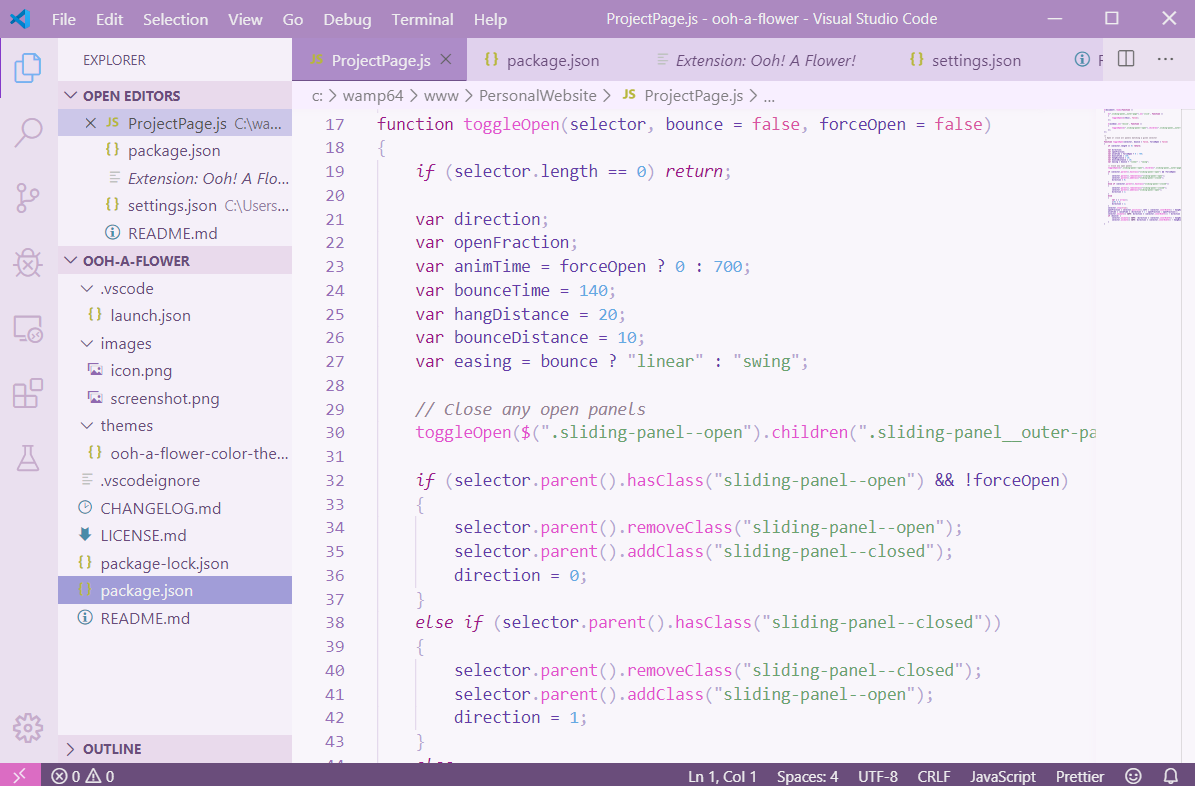 File Edit Selection View Go Debug Terminal Help
ProjectPage.js - ooh-a-flower - Visual Studio Code
EXPLORER
OPEN EDITORS
JS ProjectPage.js C:\wa...
{} package.json
Extension: Ooh! A Flo...
{} settings.json C:\Users...
README.md
OOH-A-FLOWER
.vscode
{} launch.json
images
icon.png
screenshot.png
themes
{} ooh-a-flower-color-the...
.vscodeignore
CHANGELOG.md
LICENSE.md
{} package-lock.json
{} package.json
README.md
OUTLINE
JS ProjectPage.js
{} package.json
Extension: Ooh! A Flower!
{} settings.json
c: > wamp64 > www > PersonalWebsite > JS ProjectPage.js > ...
17 function toggleOpen(selector, bounce = false, forceOpen = false)
18 {
19 if (selector.length == 0) return;
20
21 var direction;
22 var openFraction;
23 var animTime = forceOpen ? 0 : 700;
24 var bounceTime = 140;
25 var hangDistance = 20;
26 var bounceDistance = 10;
27 var easing = bounce ? "linear" : "swing";
28
29 // Close any open panels
30 toggleOpen($(".sliding-panel--open").children(".sliding-panel__outer-pa
31
32 if (selector.parent().hasClass("sliding-panel--open") && !forceOpen)
33 {
34 selector.parent().removeClass("sliding-panel--open");
35 selector.parent().addClass("sliding-panel--closed");
36 direction = 0;
37 }
38 else if (selector.parent().hasClass("sliding-panel--closed"))
39 {
40 selector.parent().removeClass("sliding-panel--closed");
41 selector.parent().addClass("sliding-panel--open");
42 direction = 1;
43 }
44 else
0 0
Ln 1, Col 1 Spaces: 4 UTF-8 CRLF JavaScript Prettier